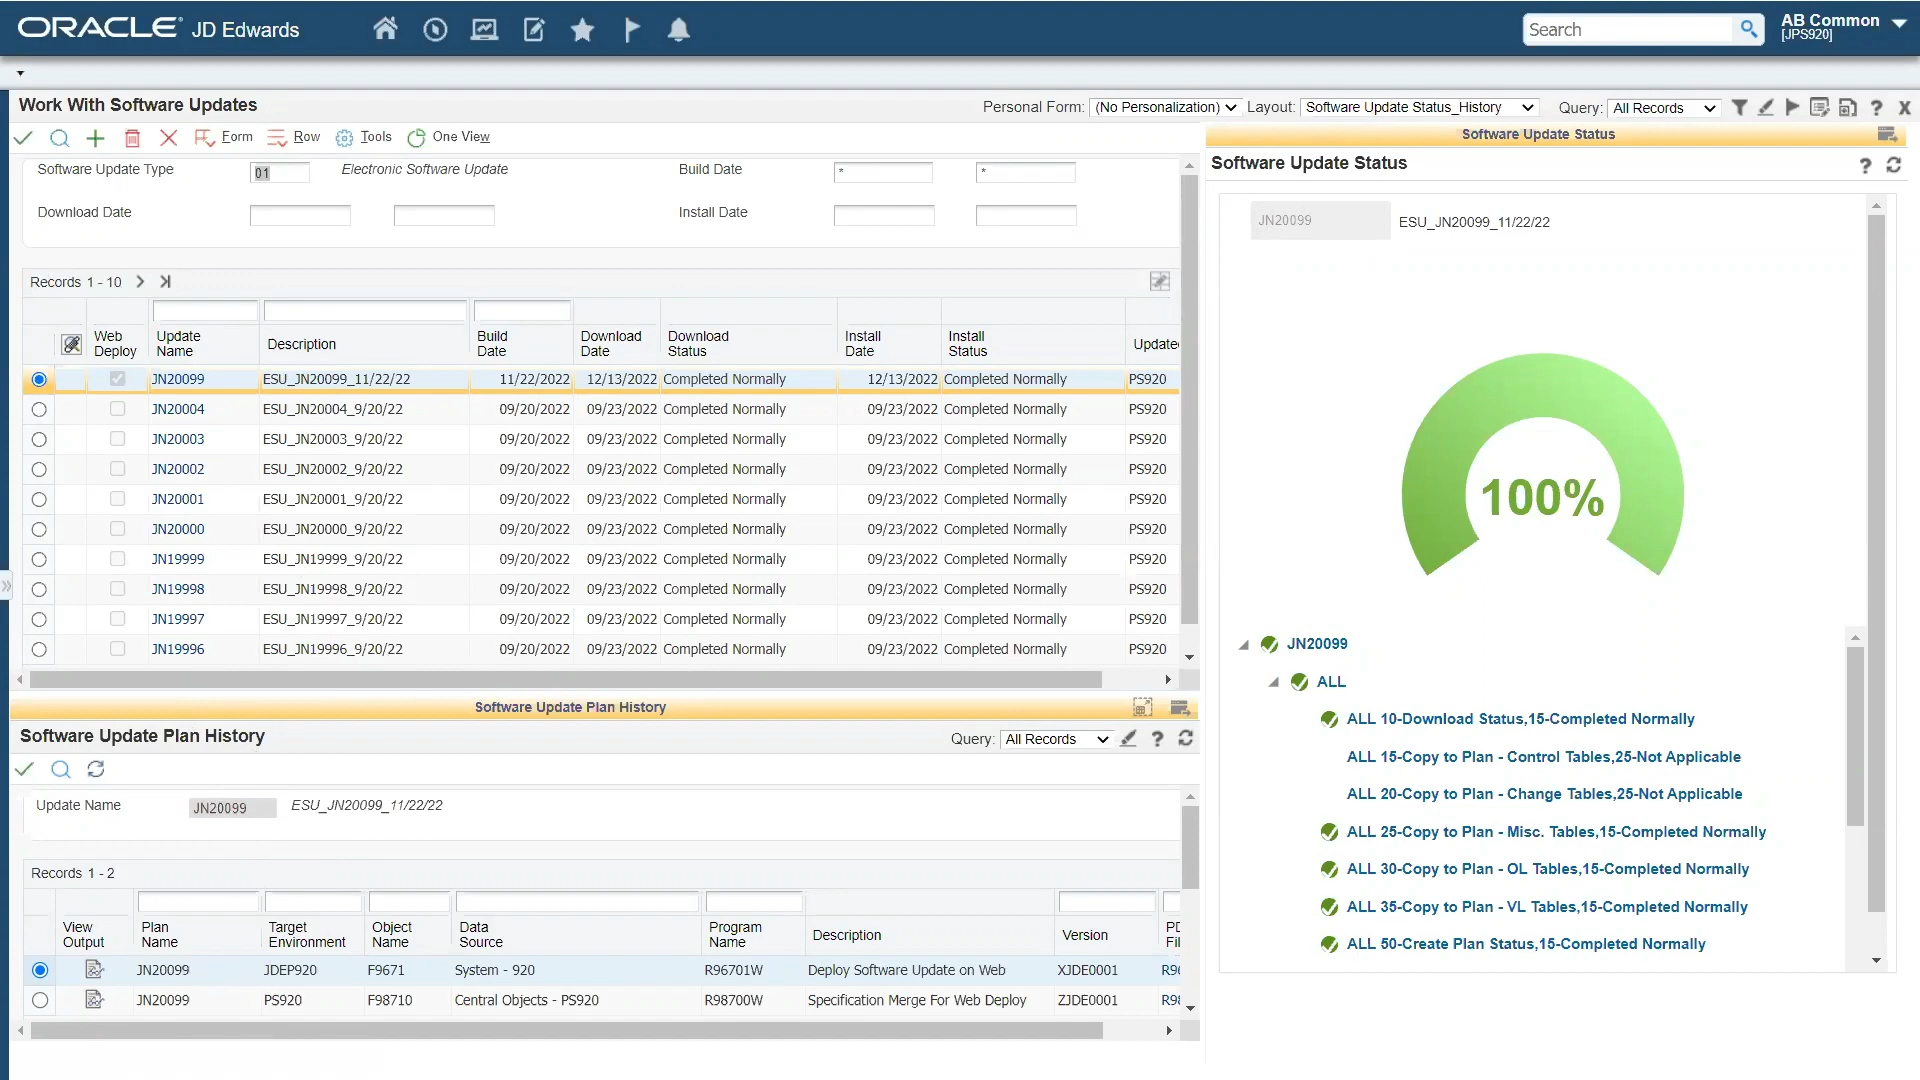 ORACLE JD Edwards
Search
AB Common
[JPS920]
Work With Software Updates
Personal Form: (No Personalization) Layout: Software Update Status_History Query: All Records
Form Row Tools One View
Software Update Type 01 Electronic Software Update Build Date * *
Download Date Install Date
Records 1 - 10
Web Deploy Update Name Description Build Date Download Date Download Status Install Date Install Status
JN20099 ESU_JN20099_11/22/22 11/22/2022 12/13/2022 Completed Normally 12/13/2022 Completed Normally PS920
JN20004 ESU_JN20004_9/20/22 09/20/2022 09/23/2022 Completed Normally 09/23/2022 Completed Normally PS920
JN20003 ESU_JN20003_9/20/22 09/20/2022 09/23/2022 Completed Normally 09/23/2022 Completed Normally PS920
JN20002 ESU_JN20002_9/20/22 09/20/2022 09/23/2022 Completed Normally 09/23/2022 Completed Normally PS920
JN20001 ESU_JN20001_9/20/22 09/20/2022 09/23/2022 Completed Normally 09/23/2022 Completed Normally PS920
JN20000 ESU_JN20000_9/20/22 09/20/2022 09/23/2022 Completed Normally 09/23/2022 Completed Normally PS920
JN19999 ESU_JN19999_9/20/22 09/20/2022 09/23/2022 Completed Normally 09/23/2022 Completed Normally PS920
JN19998 ESU_JN19998_9/20/22 09/20/2022 09/23/2022 Completed Normally 09/23/2022 Completed Normally PS920
JN19997 ESU_JN19997_9/20/22 09/20/2022 09/23/2022 Completed Normally 09/23/2022 Completed Normally PS920
JN19996 ESU_JN19996_9/20/22 09/20/2022 09/23/2022 Completed Normally 09/23/2022 Completed Normally PS920
Software Update Plan History
Software Update Plan History
Query: All Records
Update Name JN20099 ESU_JN20099_11/22/22
Records 1 - 2
View Output Plan Name Target Environment Object Name Data Source Program Name Description Version
JN20099 JDEP920 F9671 System - 920 R96701W Deploy Software Update on Web XJDE0001
JN20099 PS920 F98710 Central Objects - PS920 R98700W Specification Merge For Web Deploy ZJDE0001
Software Update Status
Software Update Status
JN20099 ESU_JN20099_11/22/22
100%
JN20099
ALL
ALL 10-Download Status,15-Completed Normally
ALL 15-Copy to Plan - Control Tables,25-Not Applicable
ALL 20-Copy to Plan - Change Tables,25-Not Applicable
ALL 25-Copy to Plan - Misc. Tables,15-Completed Normally
ALL 30-Copy to Plan - OL Tables,15-Completed Normally
ALL 35-Copy to Plan - VL Tables,15-Completed Normally
ALL 50-Create Plan Status,15-Completed Normally